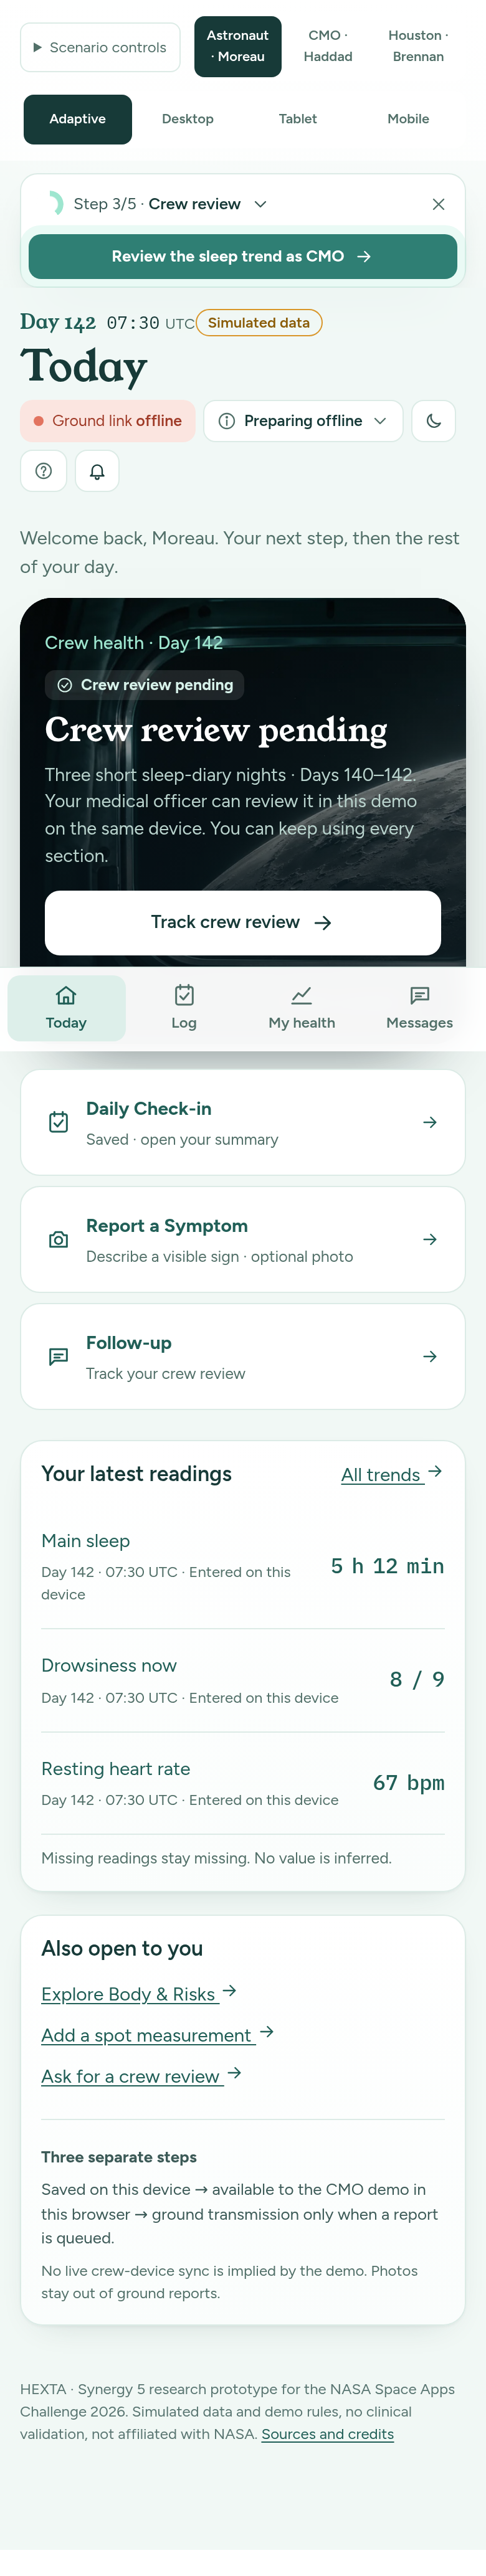 Scenario controls
Astronaut
· Moreau
CMO ·
Haddad
Houston ·
Brennan
Adaptive
Desktop
Tablet
Mobile
Step 3/5 · Crew review
Review the sleep trend as CMO →
Day 142 07:30 UTC Simulated data
Today
Ground link offline
Preparing offline
Welcome back, Moreau. Your next step, then the rest
of your day.
Crew health · Day 142
Crew review pending
Crew review pending
Three short sleep-diary nights · Days 140–142.
Your medical officer can review it in this demo
on the same device. You can keep using every
section.
Track crew review →
Today
Log
My health
Messages
Daily Check-in
Saved · open your summary
Report a Symptom
Describe a visible sign · optional photo
Follow-up
Track your crew review
Your latest readings
All trends →
Main sleep
Day 142 · 07:30 UTC · Entered on this
device
5 h 12 min
Drowsiness now
Day 142 · 07:30 UTC · Entered on this device
8 / 9
Resting heart rate
Day 142 · 07:30 UTC · Entered on this device
67 bpm
Missing readings stay missing. No value is inferred.
Also open to you
Explore Body & Risks →
Add a spot measurement →
Ask for a crew review →
Three separate steps
Saved on this device → available to the CMO demo in
this browser → ground transmission only when a report
is queued.
No live crew-device sync is implied by the demo. Photos
stay out of ground reports.
HEXTA · Synergy 5 research prototype for the NASA Space Apps
Challenge 2026. Simulated data and demo rules, no clinical
validation, not affiliated with NASA. Sources and credits